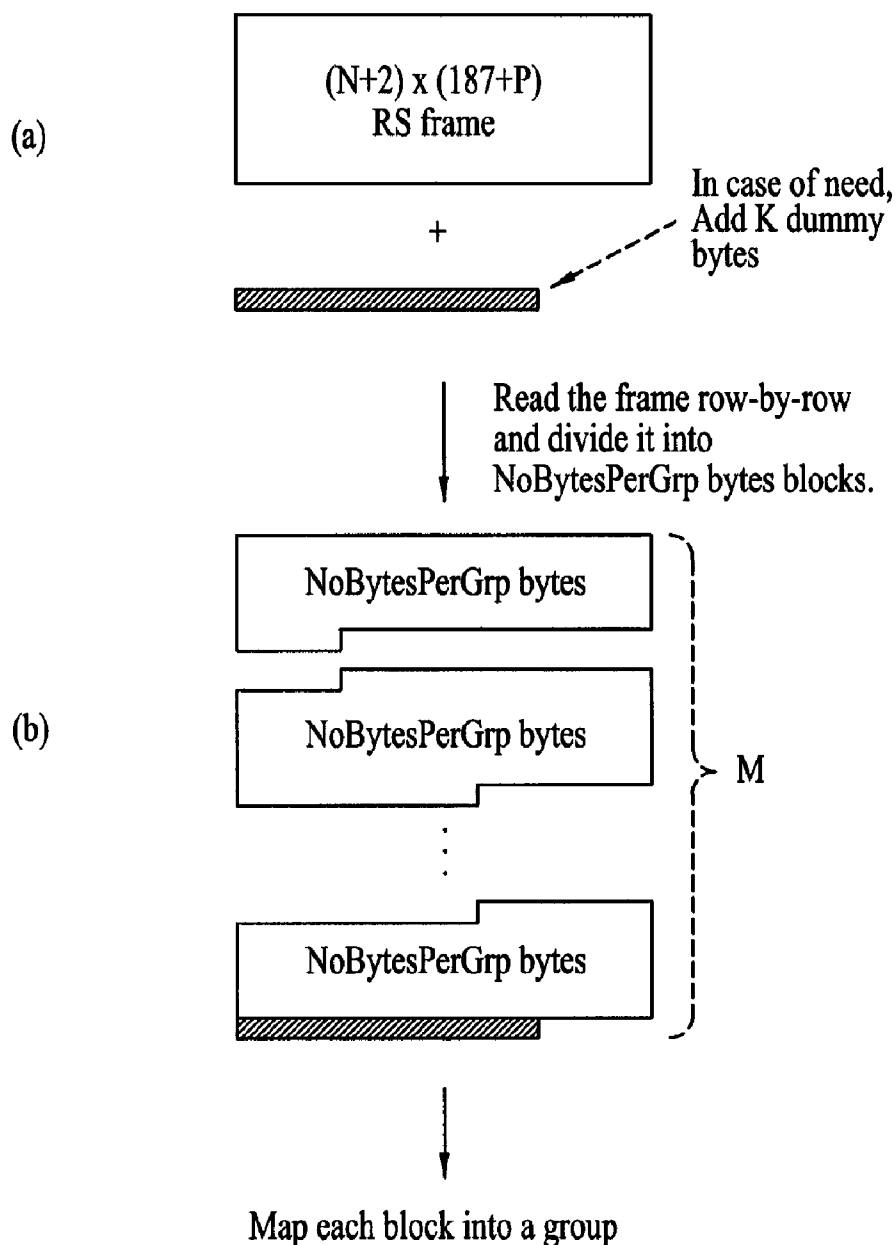 (a)
(N+2) x (187+P)
RS frame
+
In case of need,
Add K dummy
bytes
Read the frame row-by-row
and divide it into
NoBytesPerGrp bytes blocks.
(b)
NoBytesPerGrp bytes
NoBytesPerGrp bytes
M
NoBytesPerGrp bytes
Map each block into a group